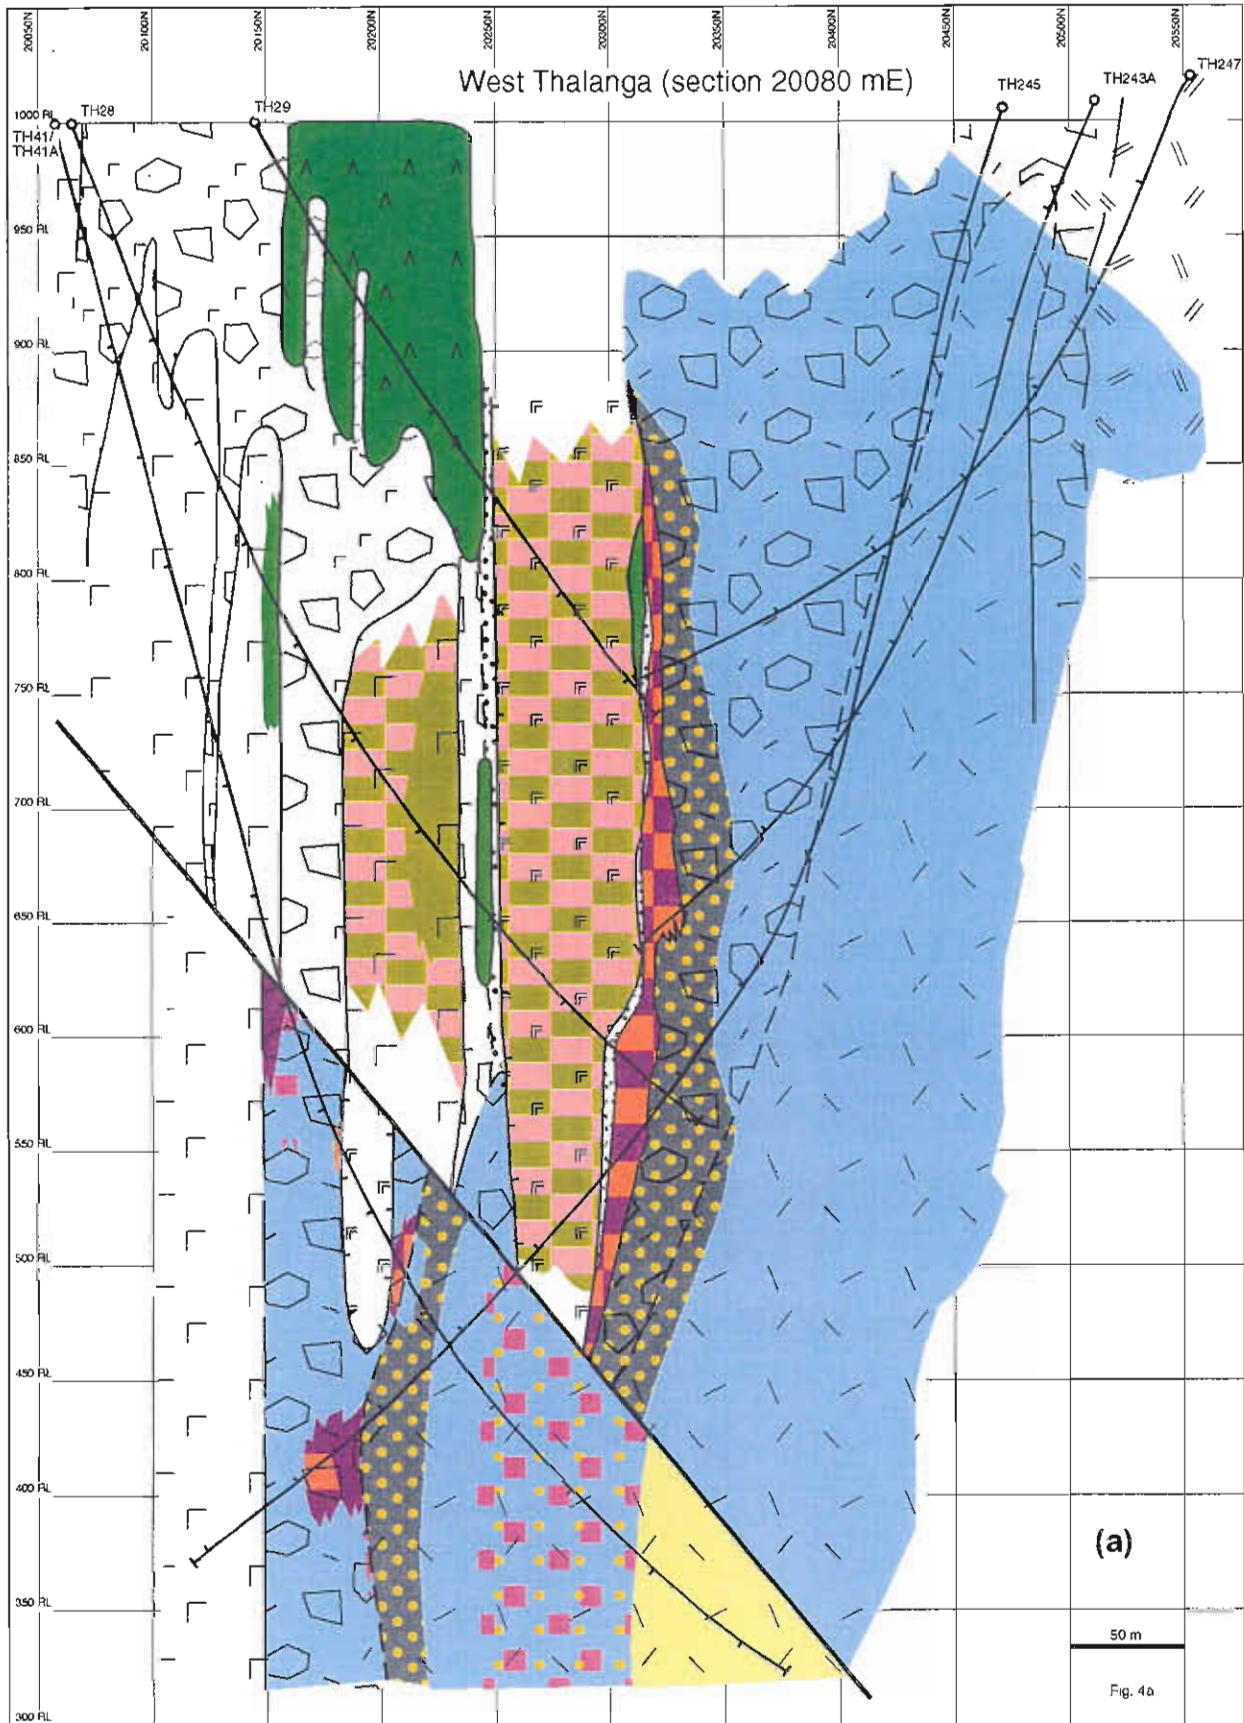 20050N
20100N
20150N
20200N
20250N
20300N
20350N
20400N
20450N
20500N
20550N
West Thalanga (section 20080 mE)
TH41/
TH41A
TH28
TH29
TH245
TH243A
TH247
1000 RL
950 RL
900 RL
850 RL
800 RL
750 RL
700 RL
650 RL
600 RL
550 RL
500 RL
450 RL
400 RL
350 RL
300 RL
(a)
50 m
Fig. 4a